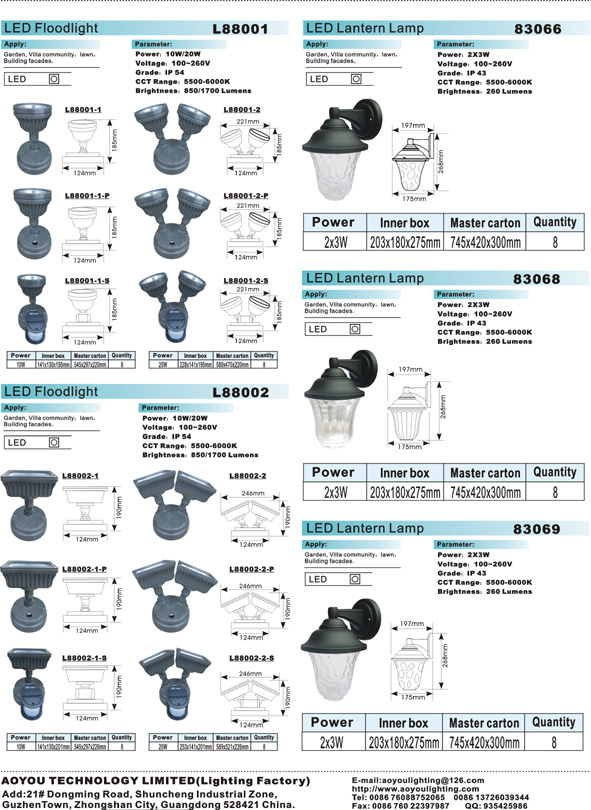 LED Floodlight L88001
Apply:
Garden, Villa community, lawn,
Building facades.
LED
Parameter:
Power: 10W/20W
Voltage: 100~260V
Grade: IP 54
CCT Range: 5500-6000K
Brightness: 850/1700 Lumens
L88001-1
185mm
124mm
L88001-2
221mm
185mm
124mm
L88001-1-P
185mm
124mm
L88001-2-P
221mm
185mm
124mm
L88001-1-S
185mm
124mm
L88001-2-S
221mm
185mm
124mm
Power Inner box Master carton Quantity
10W 141x130x195mm 545x297x220mm 8
Power Inner box Master carton Quantity
20W 228x141x195mm 589x470x220mm 8
LED Floodlight L88002
Apply:
Garden, Villa community, lawn,
Building facades.
LED
Parameter:
Power: 10W/20W
Voltage: 100~260V
Grade: IP 54
CCT Range: 5500-6000K
Brightness: 850/1700 Lumens
L88002-1
190mm
124mm
L88002-2
246mm
190mm
124mm
L88002-1-P
190mm
124mm
L88002-2-P
246mm
190mm
124mm
L88002-1-S
190mm
124mm
L88002-2-S
246mm
190mm
124mm
Power Inner box Master carton Quantity
10W 141x130x201mm 545x297x226mm 8
Power Inner box Master carton Quantity
20W 253x141x201mm 589x521x226mm 8
LED Lantern Lamp 83066
Apply:
Garden, Villa community, lawn,
Building facades.
LED
Parameter:
Power: 2X3W
Voltage: 100~260V
Grade: IP 43
CCT Range: 5500-6000K
Brightness: 260 Lumens
197mm
268mm
175mm
Power Inner box Master carton Quantity
2x3W 203x180x275mm 745x420x300mm 8
LED Lantern Lamp 83068
Apply:
Garden, Villa community, lawn,
Building facades.
LED
Parameter:
Power: 2X3W
Voltage: 100~260V
Grade: IP 43
CCT Range: 5500-6000K
Brightness: 260 Lumens
197mm
268mm
175mm
Power Inner box Master carton Quantity
2x3W 203x180x275mm 745x420x300mm 8
LED Lantern Lamp 83069
Apply:
Garden, Villa community, lawn,
Building facades.
LED
Parameter:
Power: 2X3W
Voltage: 100~260V
Grade: IP 43
CCT Range: 5500-6000K
Brightness: 260 Lumens
197mm
268mm
175mm
Power Inner box Master carton Quantity
2x3W 203x180x275mm 745x420x300mm 8
AOYOU TECHNOLOGY LIMITED(Lighting Factory)
Add:21# Dongming Road, Shuncheng Industrial Zone,
GuzhenTown, Zhongshan City, Guangdong 528421 China.
E-mail:aoyoulighting@126.com
http://www.aoyoulighting.com
Tel: 0086 76088752065 0086 13726039344
Fax: 0086 760 22397987 QQ: 935425986